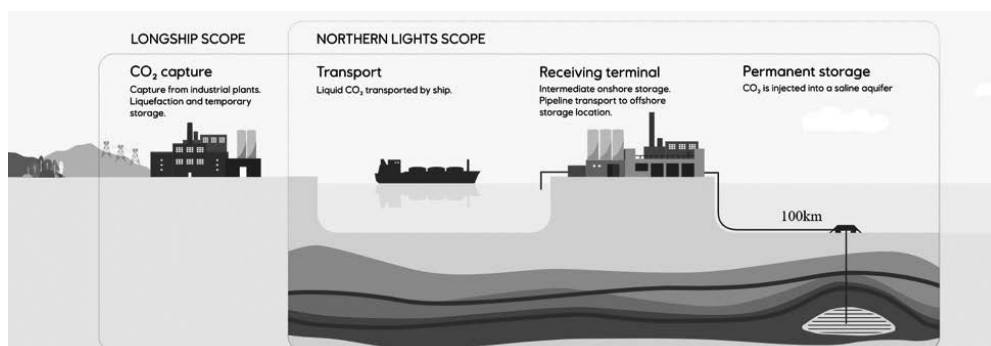 LONGSHIP SCOPE
NORTHERN LIGHTS SCOPE
CO₂ capture
Capture from industrial plants.
Liquefaction and temporary
storage.
Transport
Liquid CO₂ transported by ship.
Receiving terminal
Intermediate onshore storage.
Pipeline transport to offshore
storage location.
Permanent storage
CO₂ is injected into a saline aquifer
100km